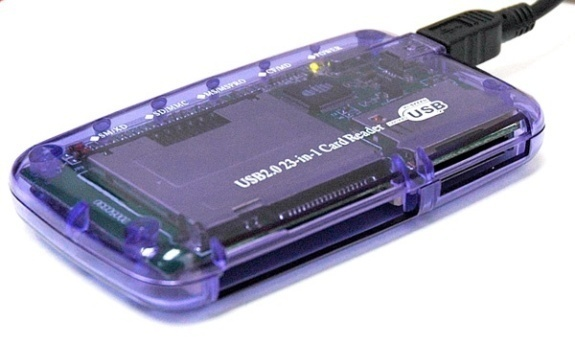 SM/XD
SD/MMC
MS/MSPRO
CF/MD
POWER
USB2.0 23-in-1 Card Reader
USB